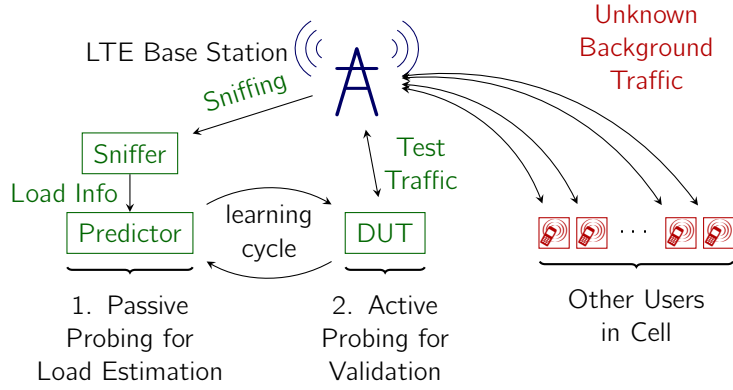 Unknown
Background
Traffic
LTE Base Station
Sniffing
Sniffer
Test
Traffic
Load Info
Predictor
learning
cycle
DUT
· · ·
1. Passive
Probing for
Load Estimation
2. Active
Probing for
Validation
Other Users
in Cell